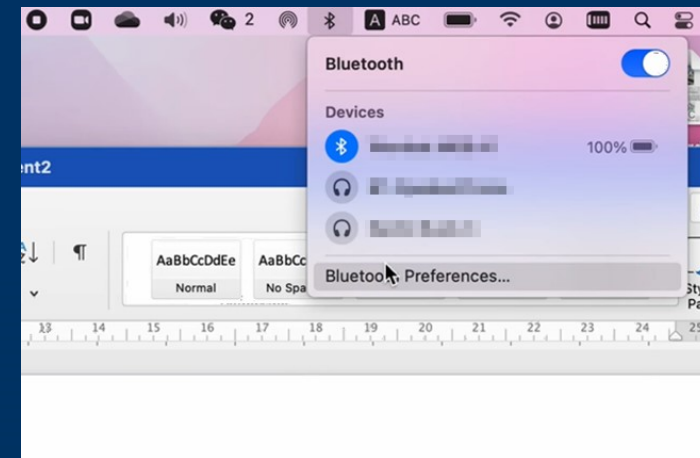 2
A ABC
Bluetooth
Devices
100%
Bluetooth Preferences...
nt2
AaBbCcDdEe
AaBbCc
Normal
No Spa
13 14 15 16 17 18 19 20 21 22 23 24 25